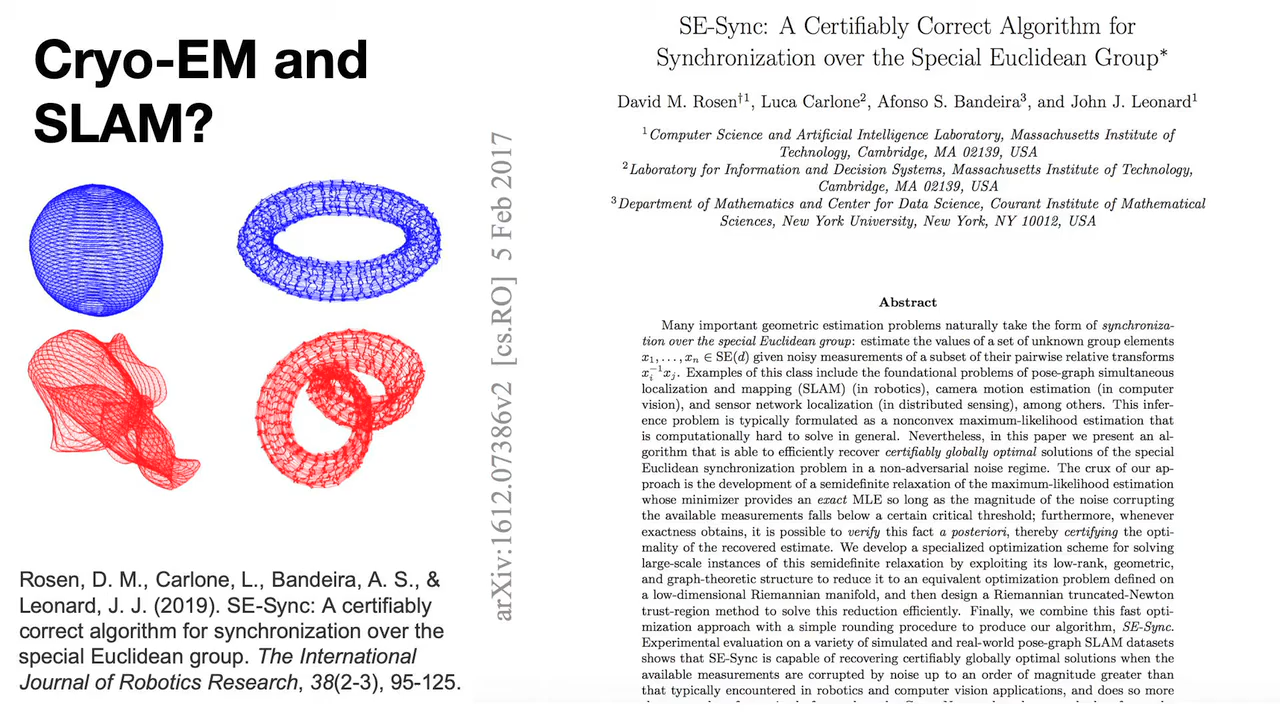 Cryo-EM and
SLAM?
Rosen, D. M., Carlone, L., Bandeira, A. S., &
Leonard, J. J. (2019). SE-Sync: A certifiably
correct algorithm for synchronization over the
special Euclidean group. The International
Journal of Robotics Research, 38(2-3), 95-125.
arXiv:1612.07386v2 [cs.RO] 5 Feb 2017
SE-Sync: A Certifiably Correct Algorithm for
Synchronization over the Special Euclidean Group*
David M. Rosen†1, Luca Carlone2, Afonso S. Bandeira3, and John J. Leonard1
1Computer Science and Artificial Intelligence Laboratory, Massachusetts Institute of
Technology, Cambridge, MA 02139, USA
2Laboratory for Information and Decision Systems, Massachusetts Institute of Technology,
Cambridge, MA 02139, USA
3Department of Mathematics and Center for Data Science, Courant Institute of Mathematical
Sciences, New York University, New York, NY 10012, USA
Abstract
Many important geometric estimation problems naturally take the form of synchroniza-
tion over the special Euclidean group: estimate the values of a set of unknown group elements
x1, . . . , xn ∈ SE(d) given noisy measurements of a subset of their pairwise relative transforms
xi−1xj. Examples of this class include the foundational problems of pose-graph simultaneous
localization and mapping (SLAM) (in robotics), camera motion estimation (in computer
vision), and sensor network localization (in distributed sensing), among others. This infer-
ence problem is typically formulated as a nonconvex maximum-likelihood estimation that
is computationally hard to solve in general. Nevertheless, in this paper we present an al-
gorithm that is able to efficiently recover certifiably globally optimal solutions of the special
Euclidean synchronization problem in a non-adversarial noise regime. The crux of our ap-
proach is the development of a semidefinite relaxation of the maximum-likelihood estimation
whose minimizer provides an exact MLE so long as the magnitude of the noise corrupting
the available measurements falls below a certain critical threshold; furthermore, whenever
exactness obtains, it is possible to verify this fact a posteriori, thereby certifying the opti-
mality of the recovered estimate. We develop a specialized optimization scheme for solving
large-scale instances of this semidefinite relaxation by exploiting its low-rank, geometric,
and graph-theoretic structure to reduce it to an equivalent optimization problem defined on
a low-dimensional Riemannian manifold, and then design a Riemannian truncated-Newton
trust-region method to solve this reduction efficiently. Finally, we combine this fast opti-
mization approach with a simple rounding procedure to produce our algorithm, SE-Sync.
Experimental evaluation on a variety of simulated and real-world pose-graph SLAM datasets
shows that SE-Sync is capable of recovering certifiably globally optimal solutions when the
available measurements are corrupted by noise up to an order of magnitude greater than
that typically encountered in robotics and computer vision applications, and does so more